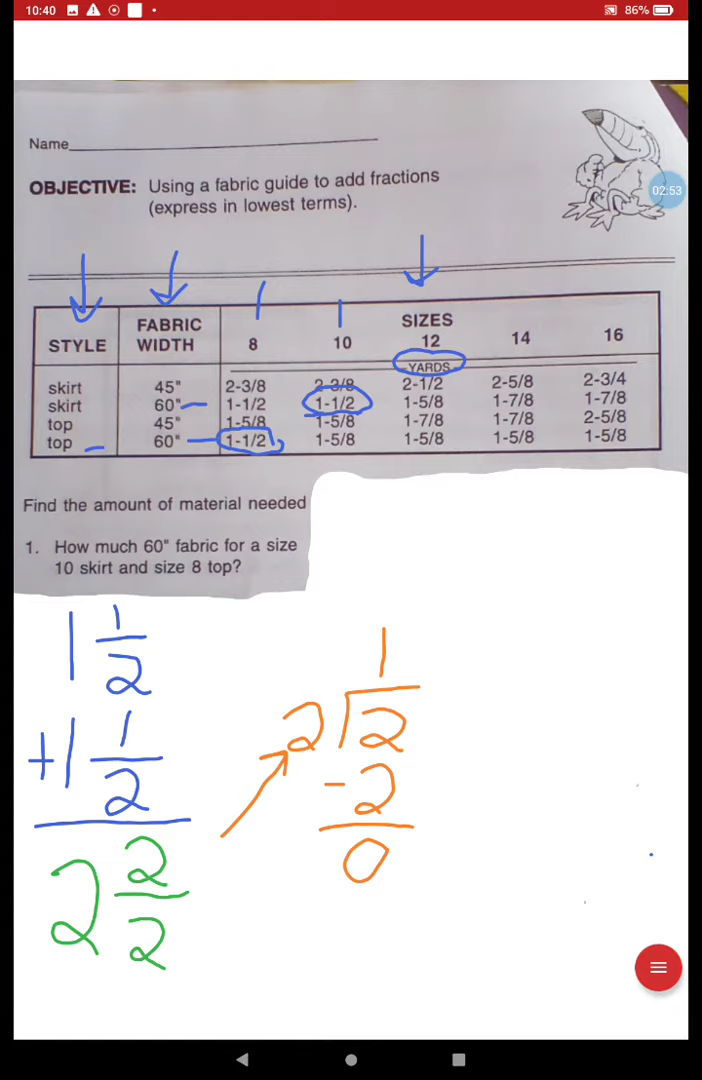 10:40 86%
Name
OBJECTIVE: Using a fabric guide to add fractions
(express in lowest terms).
02:53
STYLE FABRIC WIDTH SIZES
8 10 12 14 16
YARDS
skirt 45" 2-3/8 2-3/8 2-1/2 2-5/8 2-3/4
skirt 60" 1-1/2 1-1/2 1-5/8 1-7/8 1-7/8
top 45" 1-5/8 1-5/8 1-7/8 1-7/8 2-5/8
top 60" 1-1/2 1-5/8 1-5/8 1-5/8 1-5/8
Find the amount of material needed
1. How much 60" fabric for a size
10 skirt and size 8 top?
1 1/2
+1 1/2
2 2/2
1
2 2
-2
0